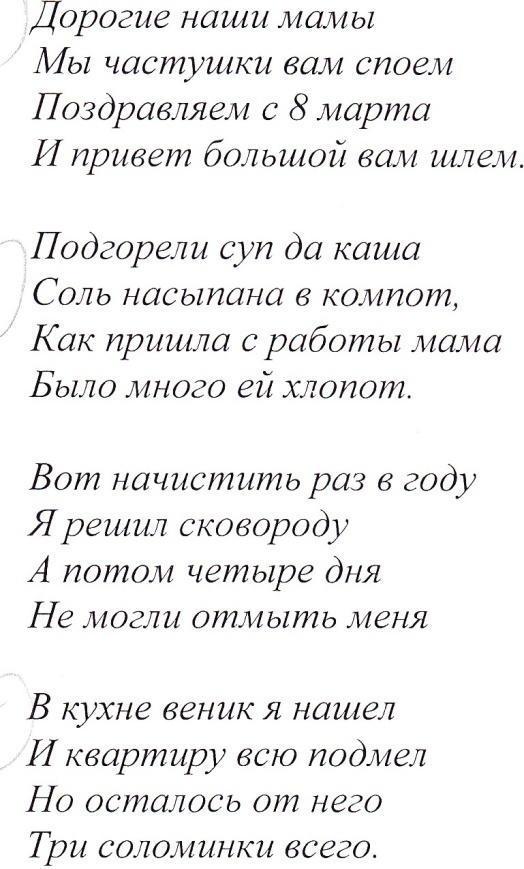 Дорогие наши мамы
Мы частушки вам споем
Поздравляем с 8 марта
И привет большой вам шлем.
Подгорели суп да каша
Соль насыпана в компот,
Как пришла с работы мама
Было много ей хлопот.
Вот начистить раз в году
Я решил сковороду
А потом четыре дня
Не могли отмыть меня
В кухне веник я нашел
И квартиру всю подмел
Но осталось от него
Три соломинки всего.